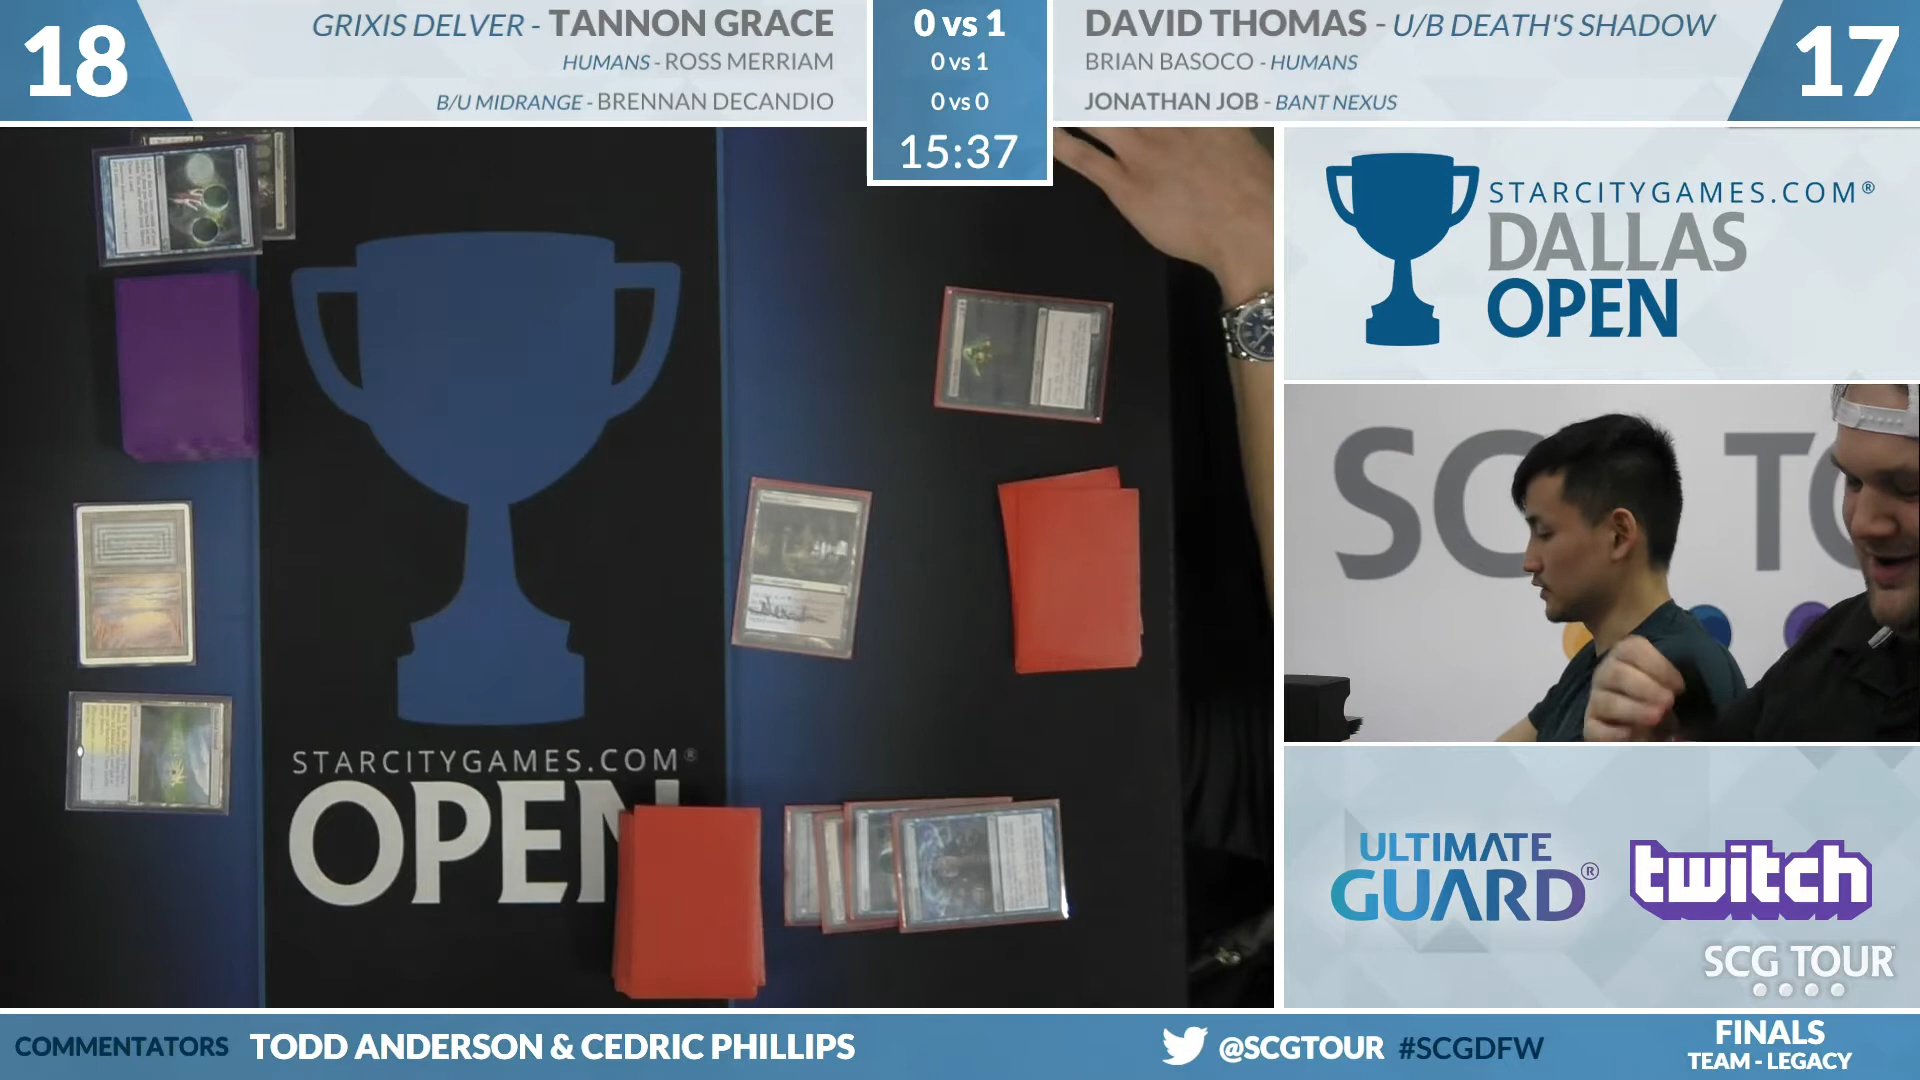 18
GRIXIS DELVER - TANNON GRACE
HUMANS - ROSS MERRIAM
B/U MIDRANGE - BRENNAN DECANDIO
0 vs 1
0 vs 1
0 vs 0
15:37
DAVID THOMAS - U/B DEATH'S SHADOW
BRIAN BASOCO - HUMANS
JONATHAN JOB - BANT NEXUS
17
STARCITYGAMES.COM®
DALLAS
OPEN
STARCITYGAMES.COM®
OPEN
SC
ULTIMATE
GUARD®
twitch
SCG TOUR
COMMENTATORS TODD ANDERSON & CEDRIC PHILLIPS
@SCGTOUR #SCGDFW
FINALS
TEAM - LEGACY